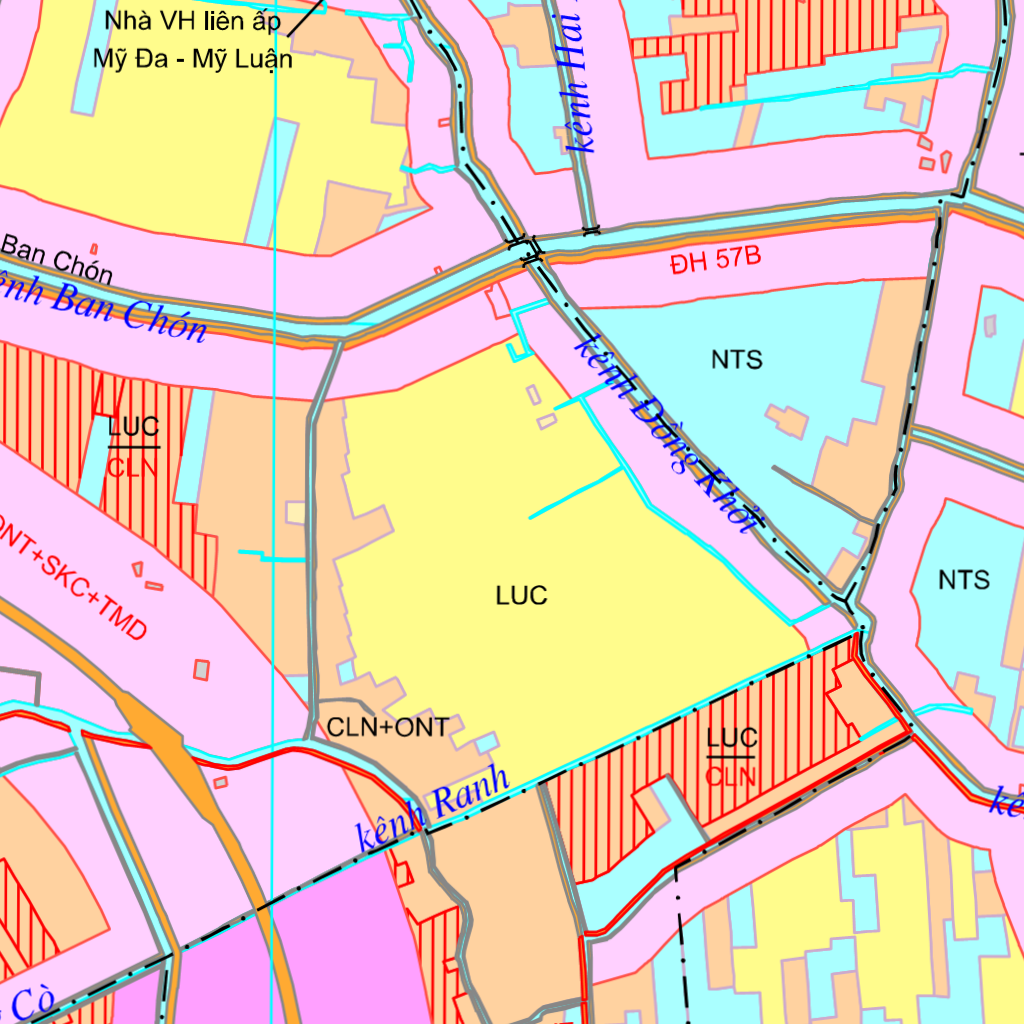 Nhà VH liên ấp
Mỹ Đa - Mỹ Luận
kênh Hai
Ban Chón
kênh Ban Chón
ĐH 57B
NTS
kênh Đồng Khởi
LUC
CLN
ONT+SKC+TMD
LUC
NTS
CLN+ONT
LUC
CLN
kênh Ranh
kê
Cò